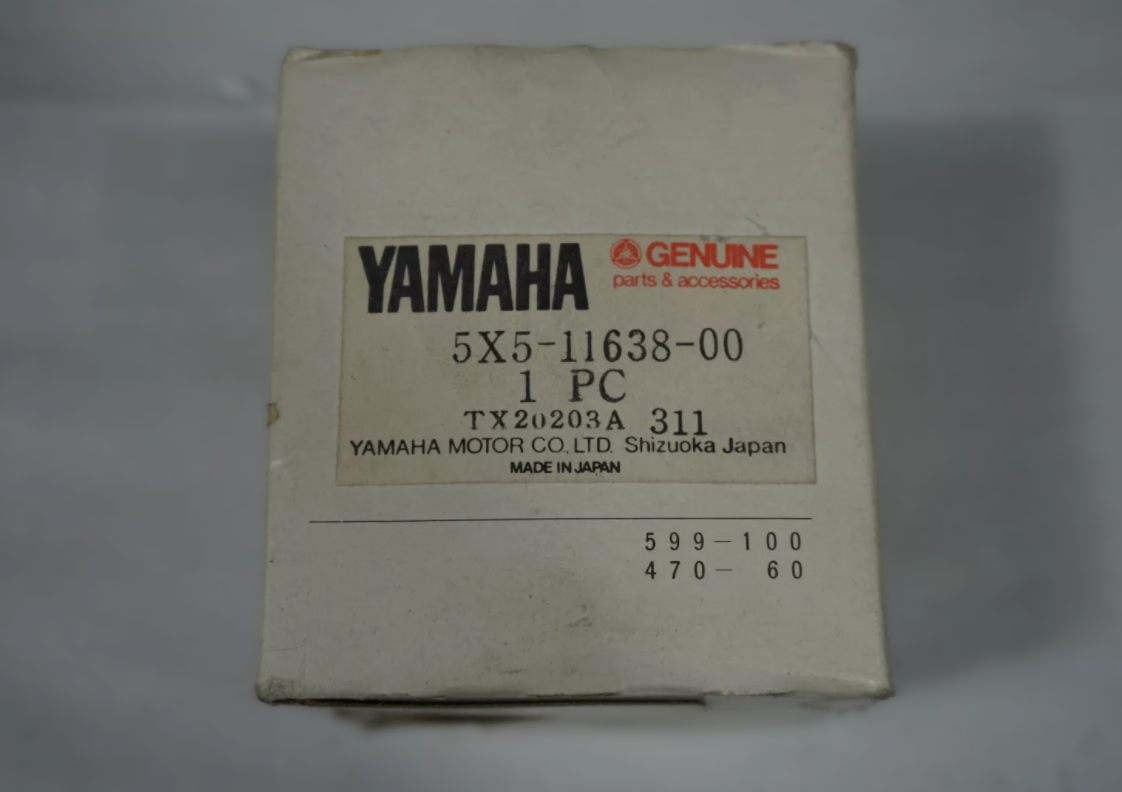 YAMAHA GENUINE
parts & accessories
5X5-11638-00
1 PC
TX20203A 311
YAMAHA MOTOR CO., LTD. Shizuoka Japan
MADE IN JAPAN
599-100
470- 60